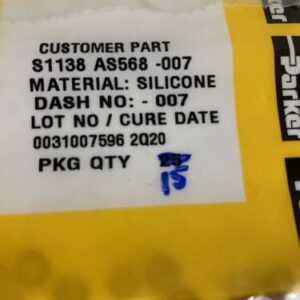 CUSTOMER PART
S1138 AS568 -007
MATERIAL: SILICONE
DASH NO: - 007
LOT NO / CURE DATE
0031007596 2Q20
PKG QTY 25
15
Parker
Parker